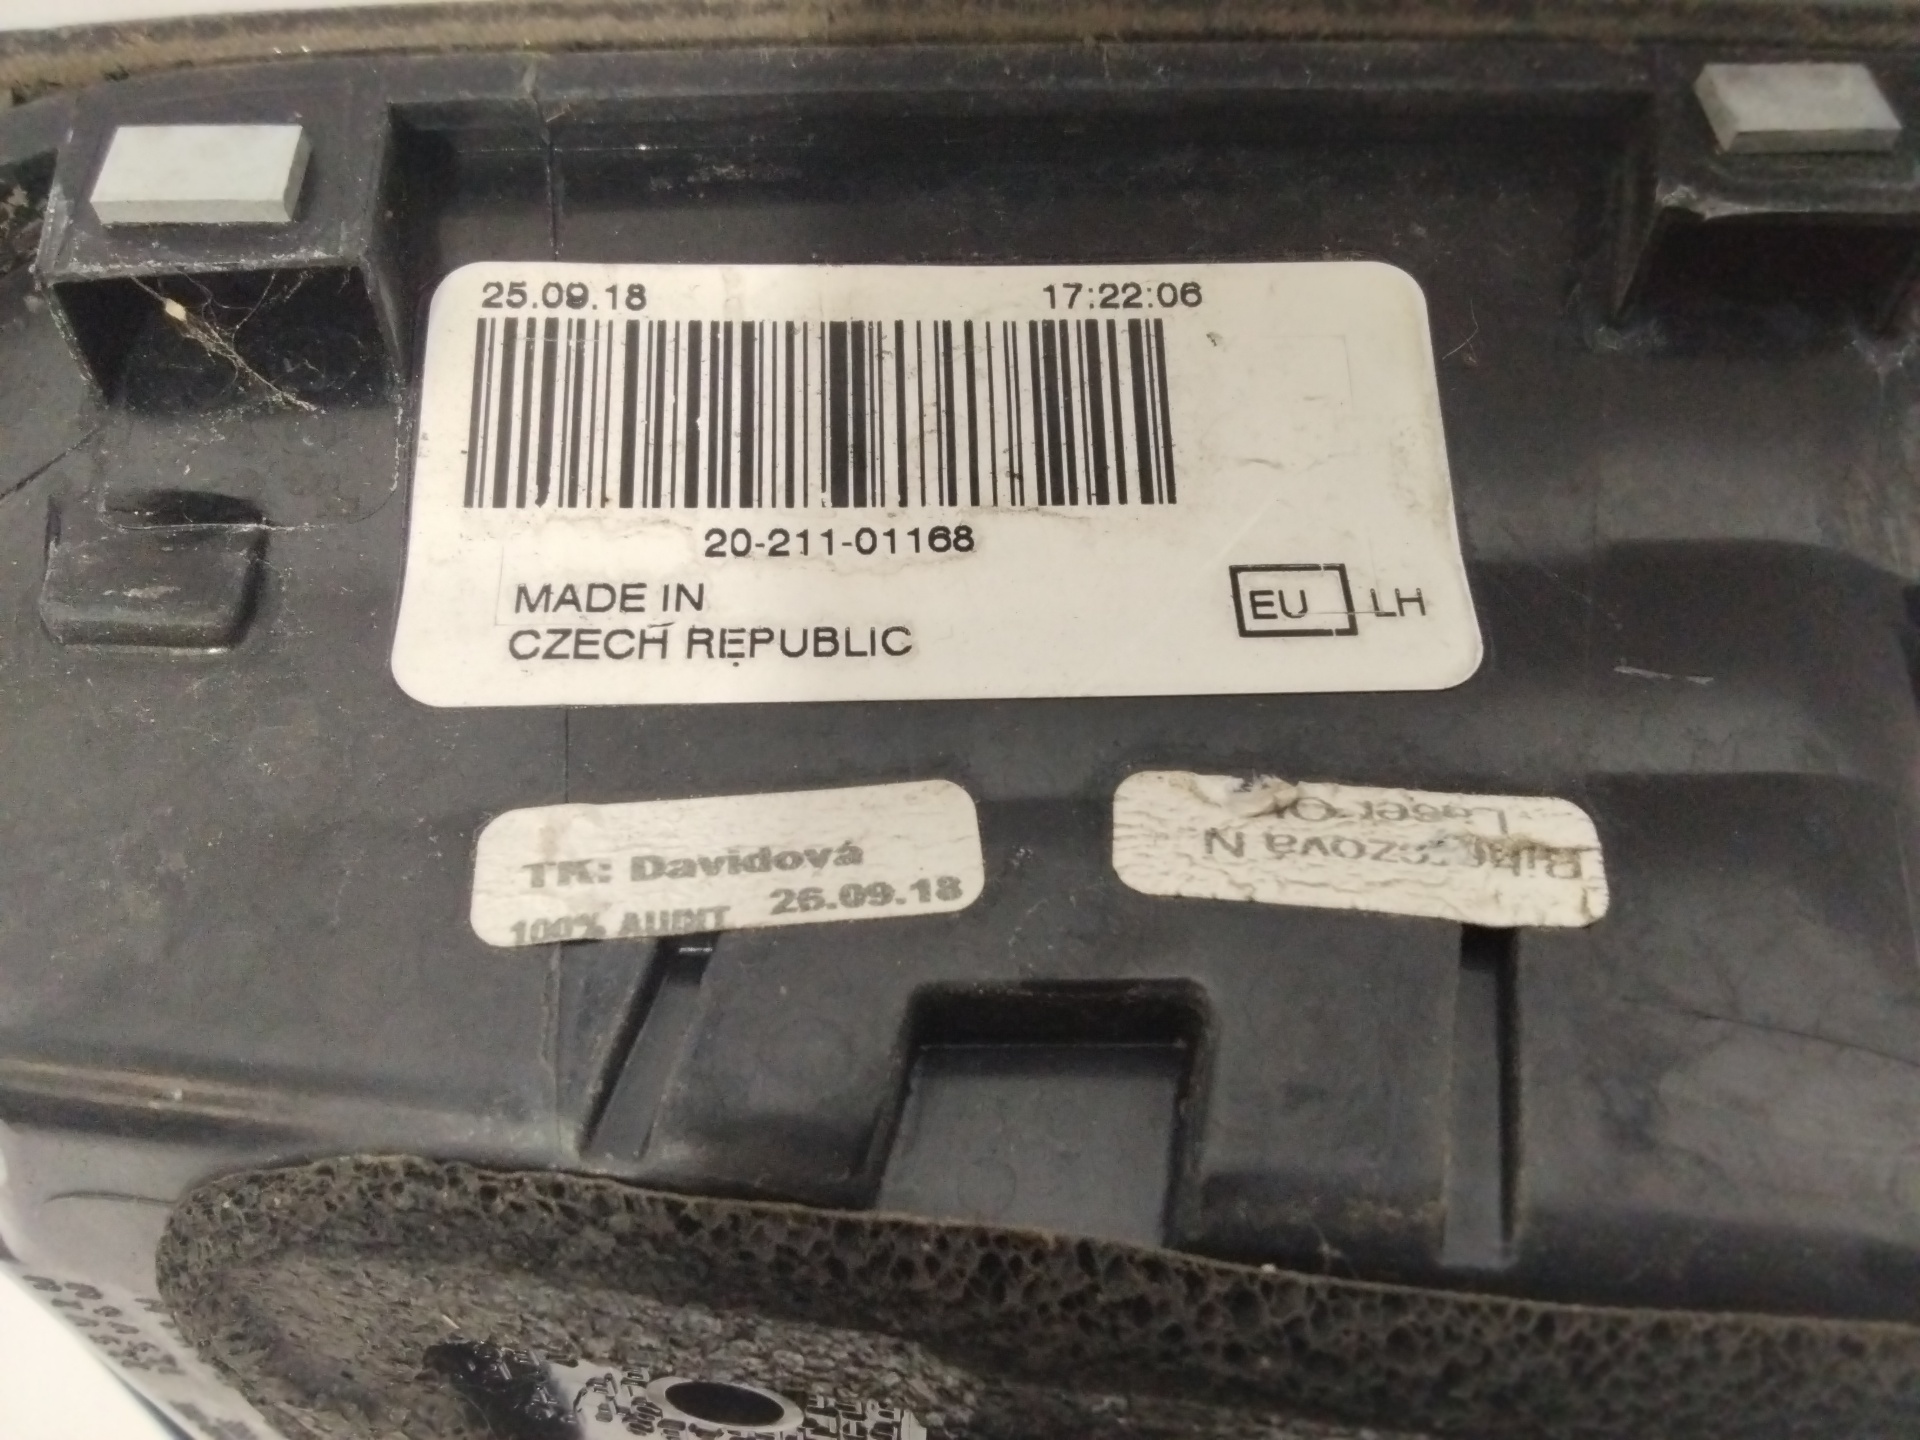 25.09.18 17:22:06
20-211-01168
MADE IN
CZECH REPUBLIC
EU LH
TK: Davidová
26.09.18
100% AUDIT